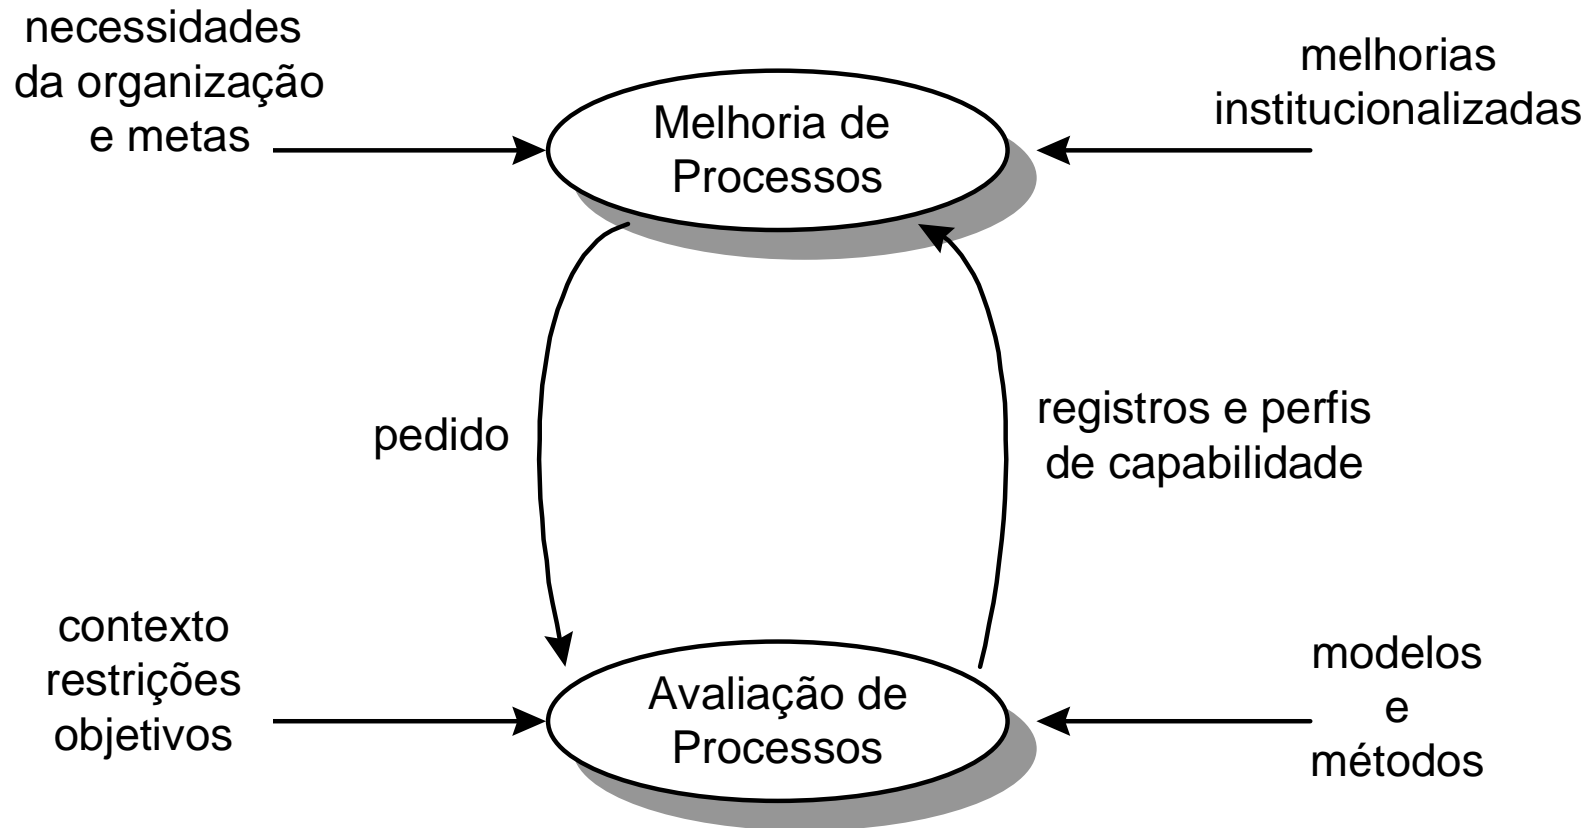 necessidades
da organização
e metas
Melhoria de
Processos
melhorias
institucionalizadas
pedido
registros e perfis
de capabilidade
contexto
restrições
objetivos
Avaliação de
Processos
modelos
e
métodos